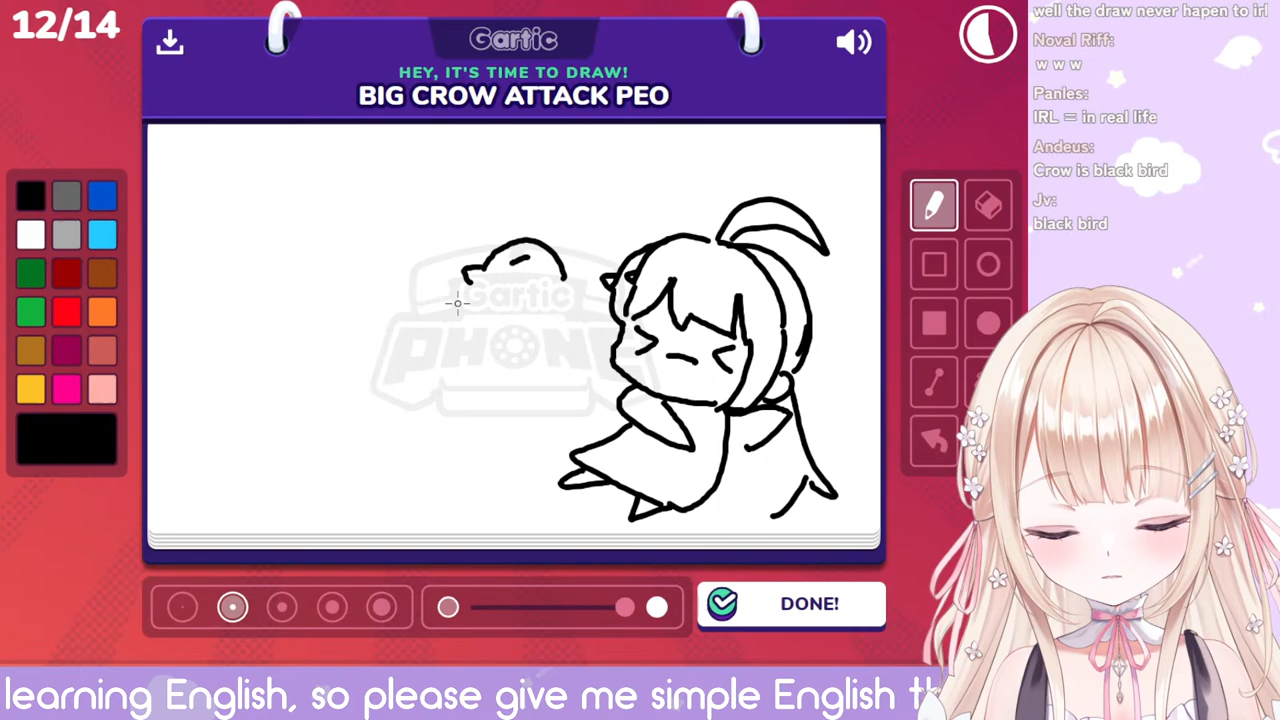 12/14
Gartic
HEY, IT'S TIME TO DRAW!
BIG CROW ATTACK PEO
Gartic
PHONE
DONE!
well the draw never hapen to irl
Noval Riff:
w w w
Panles:
IRL = in real life
Andeus:
Crow is black bird
Jv:
black bird
learning English, so please give me simple English th